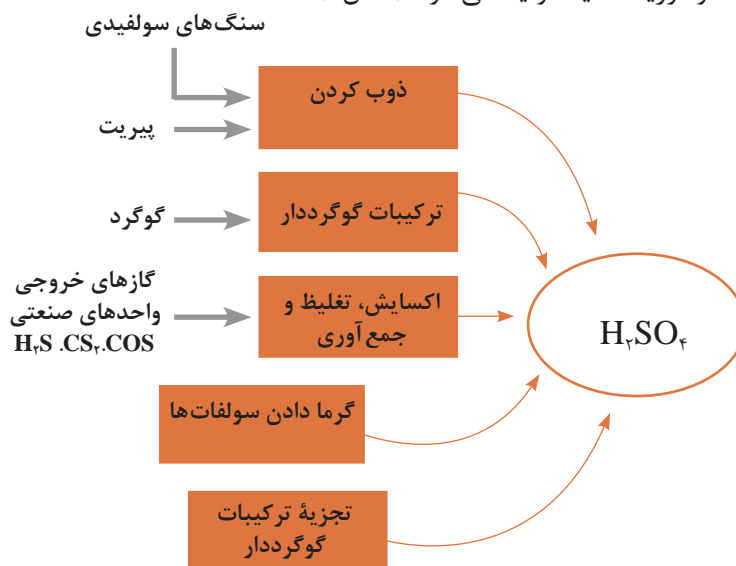 سنگ‌های سولفیدی
ذوب کردن
پیریت
ترکیبات گوگرددار
گوگرد
گازهای خروجی
واحدهای صنعتی
H₂S .CS₂.COS
اکسایش، تغلیظ و
جمع‌آوری
H₂SO₄
گرما دادن سولفات‌ها
تجزیهٔ ترکیبات
گوگرددار